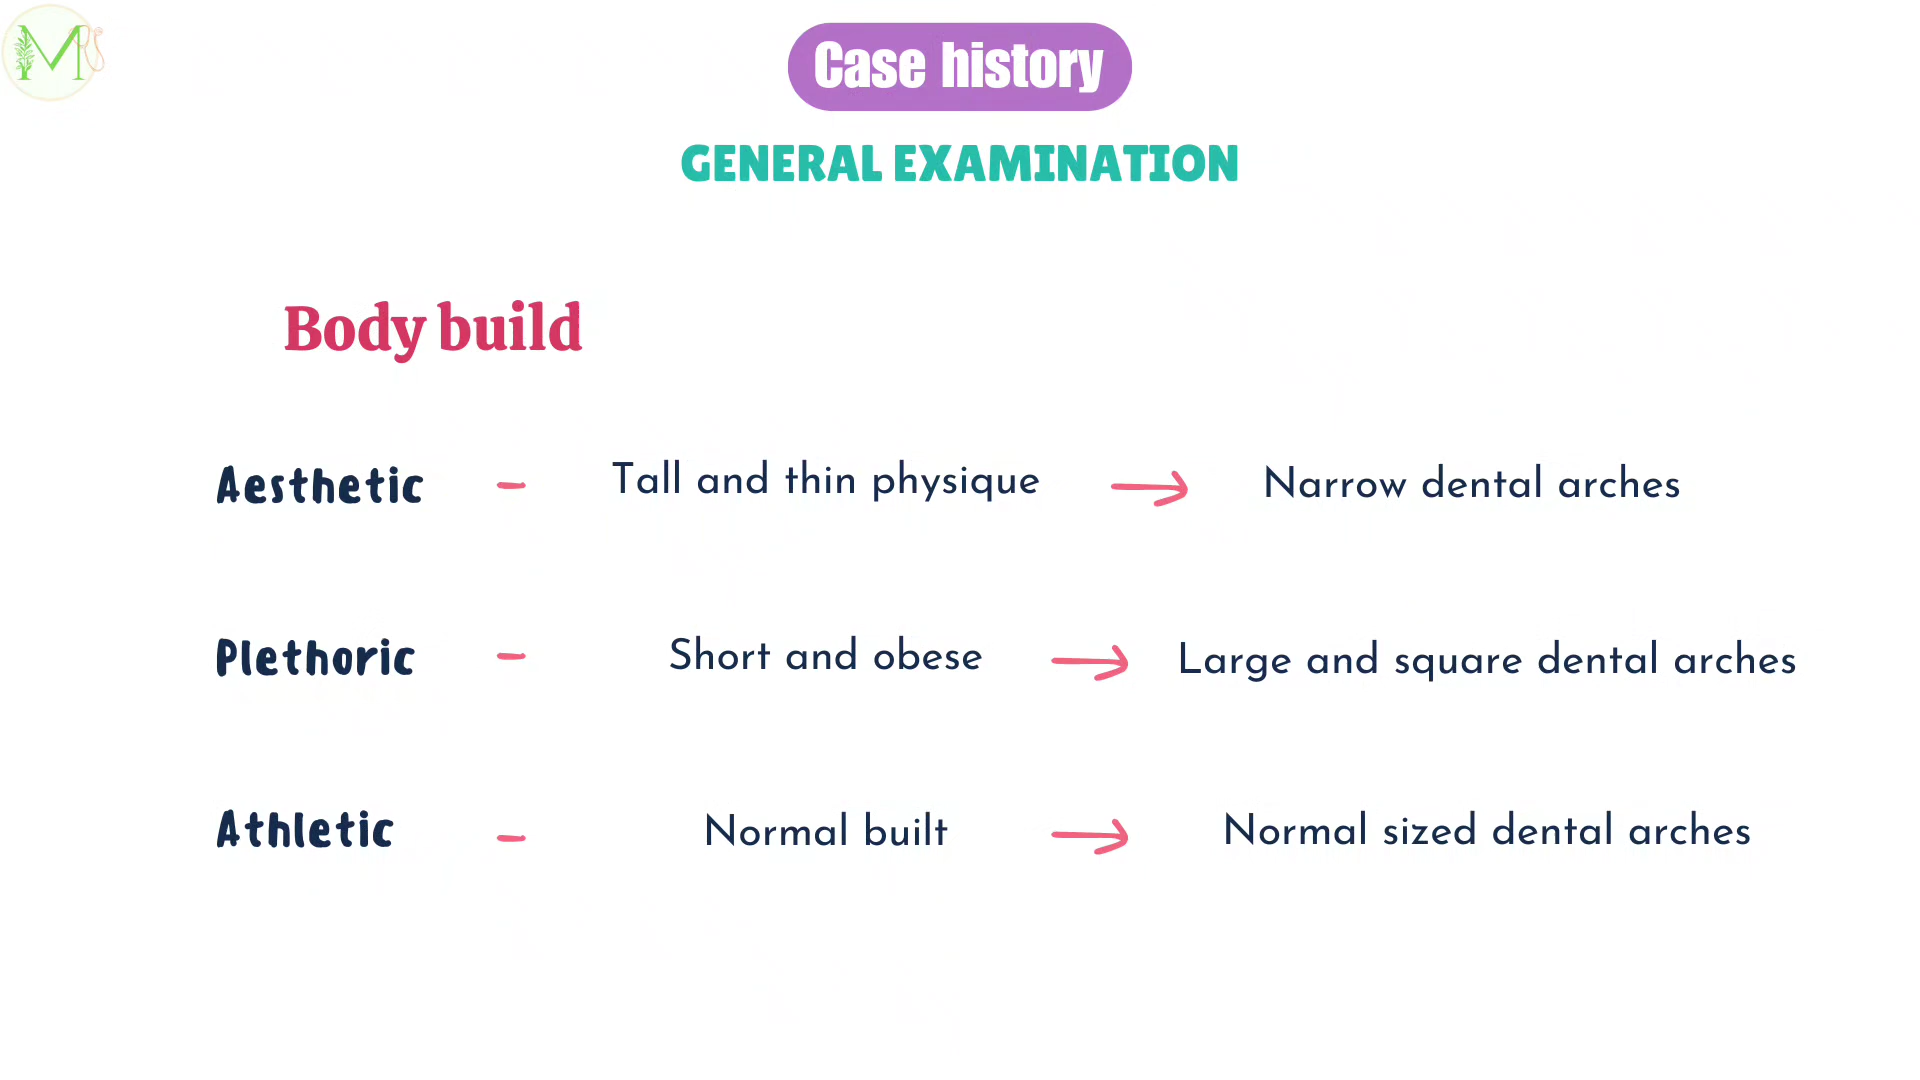 Case history
GENERAL EXAMINATION
Body build
Aesthetic - Tall and thin physique → Narrow dental arches
Plethoric - Short and obese → Large and square dental arches
Athletic - Normal built → Normal sized dental arches